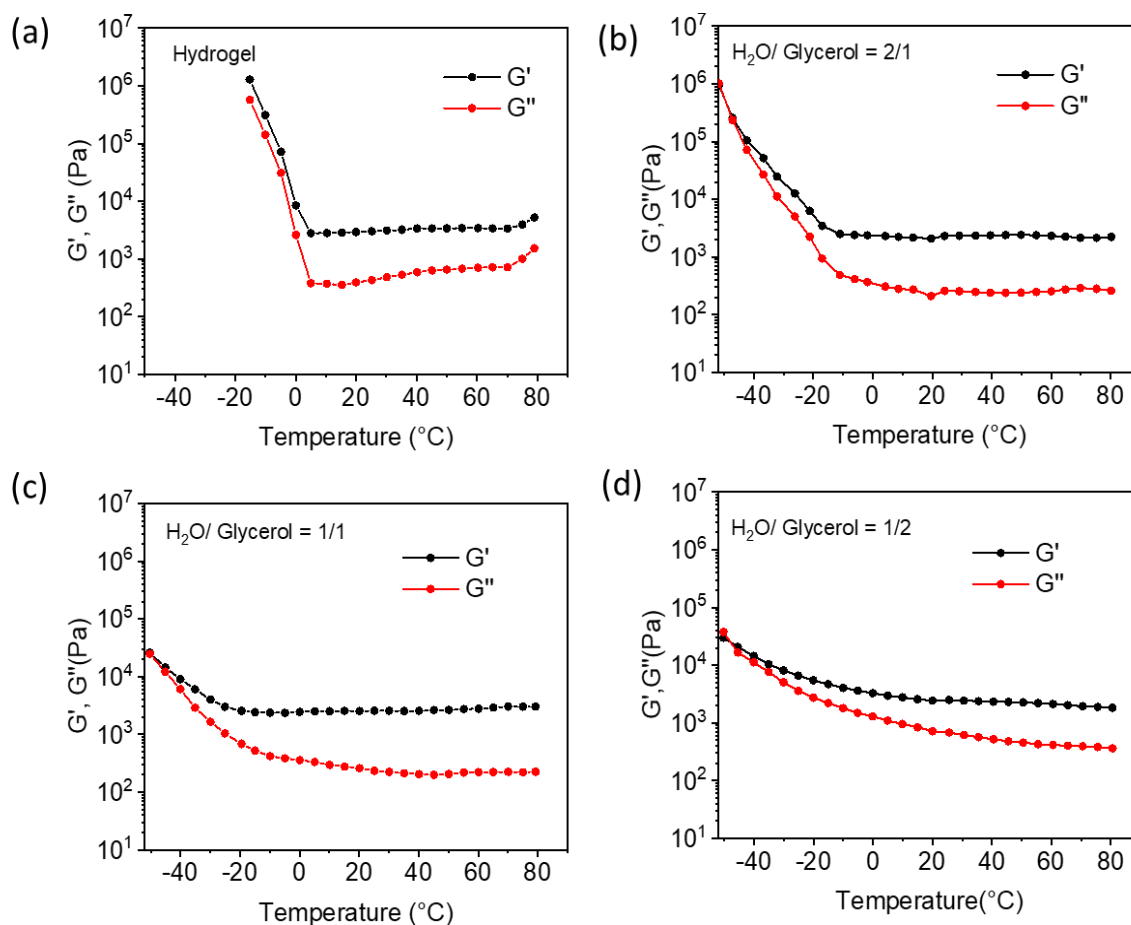 (a)
Hydrogel
G'
G"
10⁷
10⁶
10⁵
10⁴
10³
10²
10¹
G', G" (Pa)
-40 -20 0 20 40 60 80
Temperature (°C)
(b)
H₂O/ Glycerol = 2/1
G'
G"
10⁷
10⁶
10⁵
10⁴
10³
10²
10¹
G',G"(Pa)
-40 -20 0 20 40 60 80
Temperature (°C)
(c)
H₂O/ Glycerol = 1/1
G'
G"
10⁷
10⁶
10⁵
10⁴
10³
10²
10¹
G', G"(Pa)
-40 -20 0 20 40 60 80
Temperature (°C)
(d)
H₂O/ Glycerol = 1/2
G'
G"
10⁷
10⁶
10⁵
10⁴
10³
10²
10¹
G',G"(Pa)
-40 -20 0 20 40 60 80
Temperature(°C)